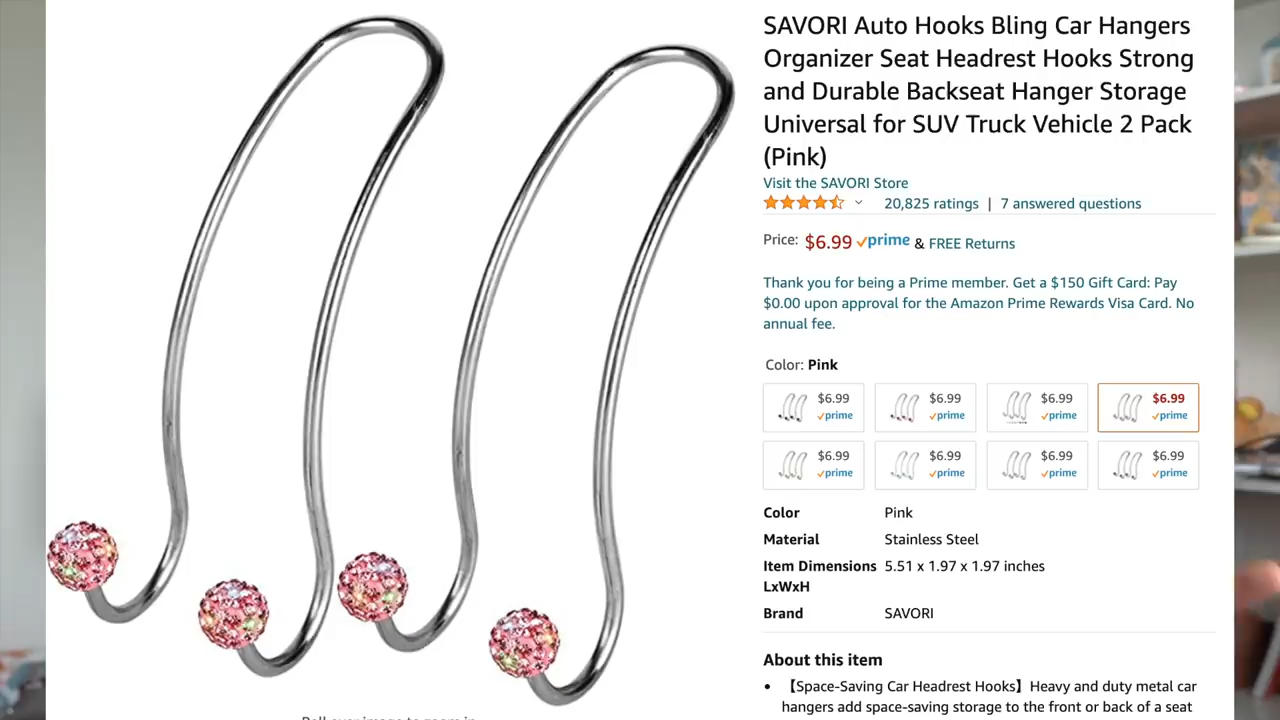 SAVORI Auto Hooks Bling Car Hangers
Organizer Seat Headrest Hooks Strong
and Durable Backseat Hanger Storage
Universal for SUV Truck Vehicle 2 Pack
(Pink)
Visit the SAVORI Store
20,825 ratings | 7 answered questions
Price: $6.99 prime & FREE Returns
Thank you for being a Prime member. Get a $150 Gift Card: Pay
$0.00 upon approval for the Amazon Prime Rewards Visa Card. No
annual fee.
Color: Pink
$6.99 $6.99 $6.99 $6.99
prime prime prime prime
$6.99 $6.99 $6.99 $6.99
prime prime prime prime
Color Pink
Material Stainless Steel
Item Dimensions 5.51 x 1.97 x 1.97 inches
LxWxH
Brand SAVORI
About this item
• 【Space-Saving Car Headrest Hooks】Heavy and duty metal car
hangers add space-saving storage to the front or back of a seat
Roll over image to zoom in